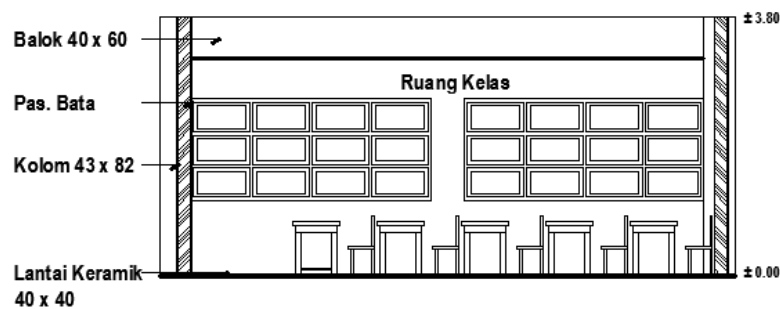 ± 3.80
Balok 40 x 60
Ruang Kelas
Pas. Bata
Kolom 43 x 82
Lantai Keramik
40 x 40
± 0.00